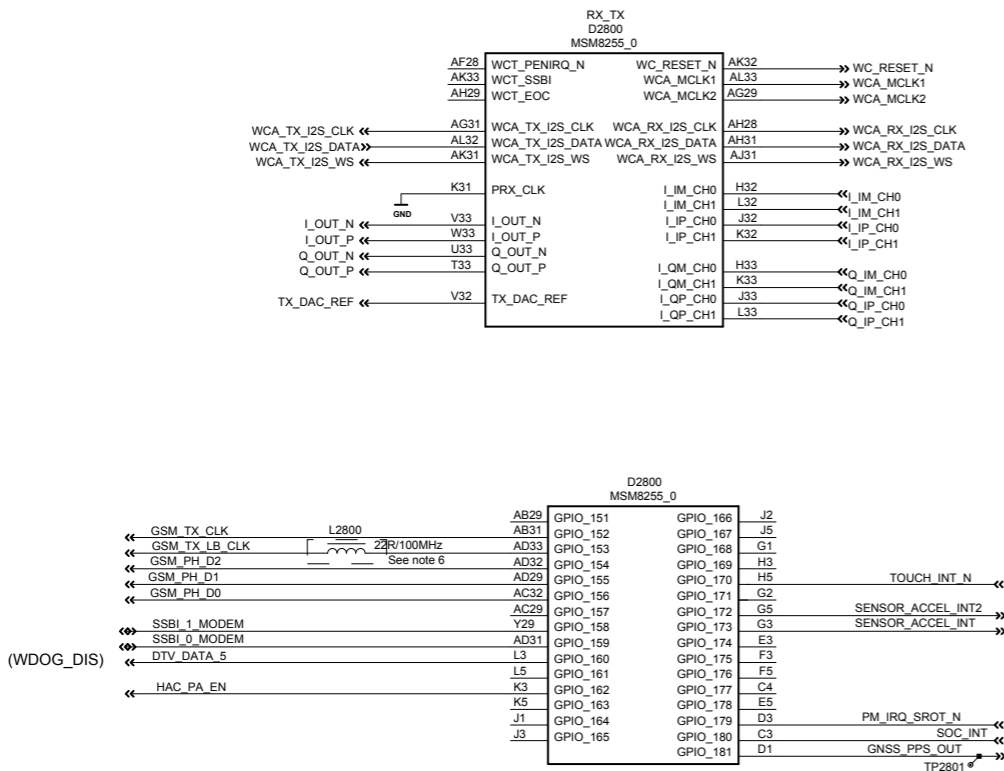 RX_TX
D2800
MSM8255_0
AF28 WCT_PENIRQ_N WC_RESET_N AK32 WC_RESET_N
AK33 WCT_SSBI WCA_MCLK1 AL33 WCA_MCLK1
AH29 WCT_EOC WCA_MCLK2 AG29 WCA_MCLK2
WCA_TX_I2S_CLK AG31 WCA_TX_I2S_CLK WCA_RX_I2S_CLK AH28 WCA_RX_I2S_CLK
WCA_TX_I2S_DATA AL32 WCA_TX_I2S_DATA WCA_RX_I2S_DATA AH31 WCA_RX_I2S_DATA
WCA_TX_I2S_WS AK31 WCA_TX_I2S_WS WCA_RX_I2S_WS AJ31 WCA_RX_I2S_WS
K31 PRX_CLK I_IM_CH0 H32 I_IM_CH0
GND I_IM_CH1 L32 I_IM_CH1
I_OUT_N V33 I_OUT_N I_IP_CH0 J32 I_IP_CH0
I_OUT_P W33 I_OUT_P I_IP_CH1 K32 I_IP_CH1
Q_OUT_N U33 Q_OUT_N
Q_OUT_P T33 Q_OUT_P I_QM_CH0 H33 Q_IM_CH0
I_QM_CH1 K33 Q_IM_CH1
TX_DAC_REF V32 TX_DAC_REF I_QP_CH0 J33 Q_IP_CH0
I_QP_CH1 L33 Q_IP_CH1
D2800
MSM8255_0
AB29 GPIO_151 GPIO_166 J2
GSM_TX_CLK L2800 AB31 GPIO_152 GPIO_167 J5
GSM_TX_LB_CLK 22R/100MHz AD33 GPIO_153 GPIO_168 G1
GSM_PH_D2 See note 6 AD32 GPIO_154 GPIO_169 H3
GSM_PH_D1 AD29 GPIO_155 GPIO_170 H5 TOUCH_INT_N
GSM_PH_D0 AC32 GPIO_156 GPIO_171 G2
AC29 GPIO_157 GPIO_172 G5 SENSOR_ACCEL_INT2
SSBI_1_MODEM Y29 GPIO_158 GPIO_173 G3 SENSOR_ACCEL_INT
SSBI_0_MODEM AD31 GPIO_159 GPIO_174 E3
(WDOG_DIS) DTV_DATA_5 L3 GPIO_160 GPIO_175 F3
L5 GPIO_161 GPIO_176 F5
HAC_PA_EN K3 GPIO_162 GPIO_177 C4
K5 GPIO_163 GPIO_178 E5
J1 GPIO_164 GPIO_179 D3 PM_IRQ_SROT_N
J3 GPIO_165 GPIO_180 C3 SOC_INT
GPIO_181 D1 GNSS_PPS_OUT
TP2801